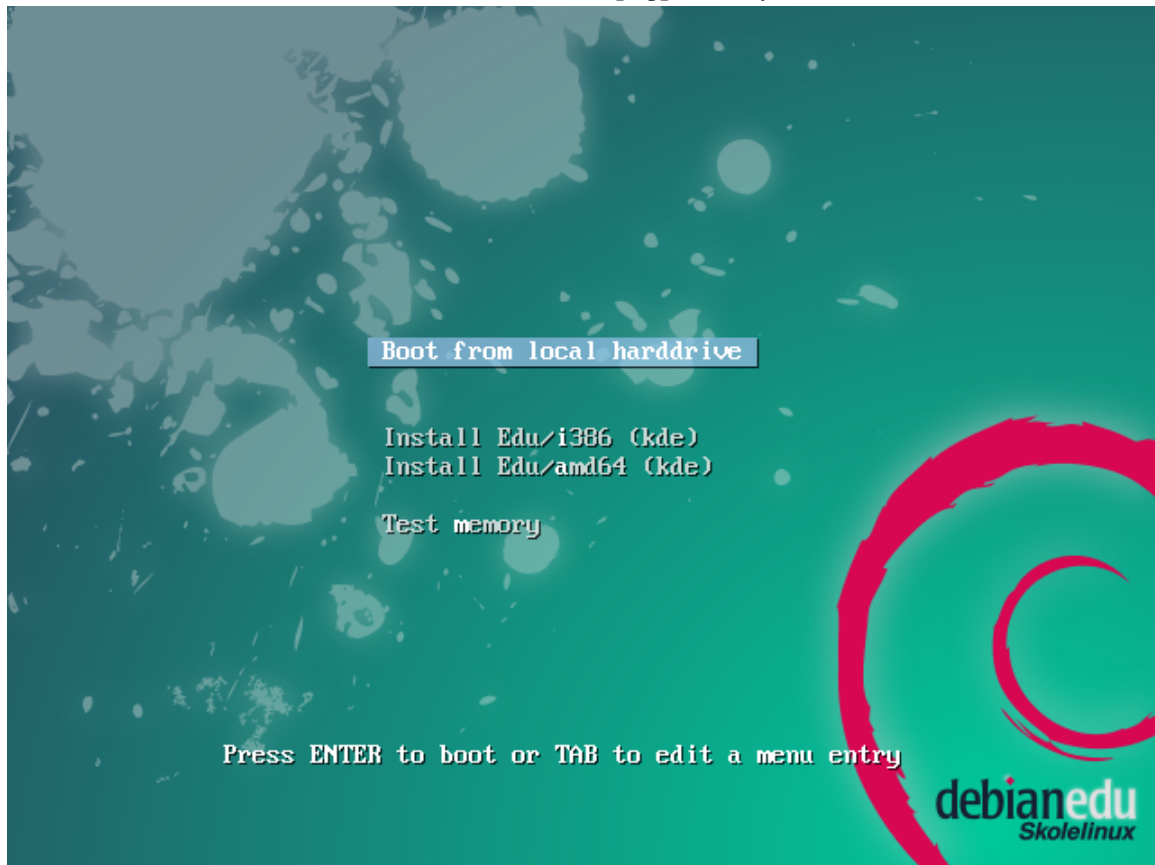 Boot from local harddrive
Install Edu/i386 (kde)
Install Edu/amd64 (kde)
Test memory
Press ENTER to boot or TAB to edit a menu entry
debianedu
Skolelinux